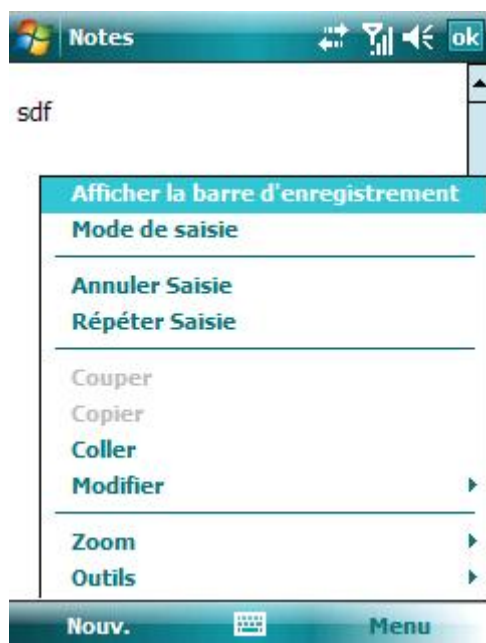 Notes ok
sdf
Afficher la barre d'enregistrement
Mode de saisie
Annuler Saisie
Répéter Saisie
Couper
Copier
Coller
Modifier
Zoom
Outils
Nouv. Menu